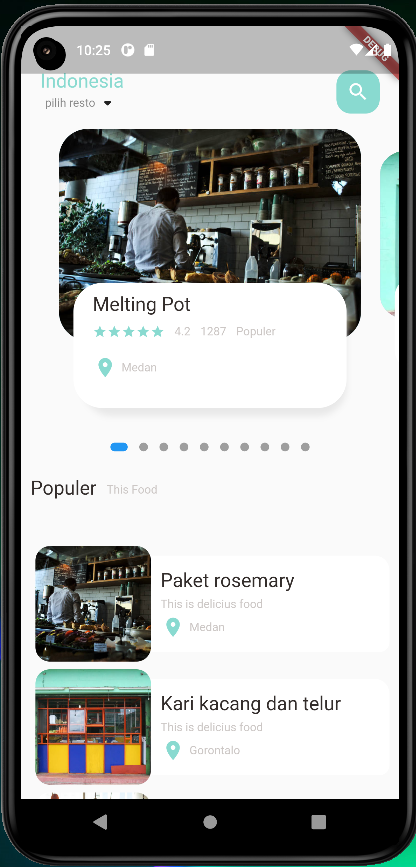 10:25
DEBUG
Indonesia
pilih resto
Melting Pot
4.2 1287 Populer
Medan
Populer This Food
Paket rosemary
This is delicius food
Medan
Kari kacang dan telur
This is delicius food
Gorontalo